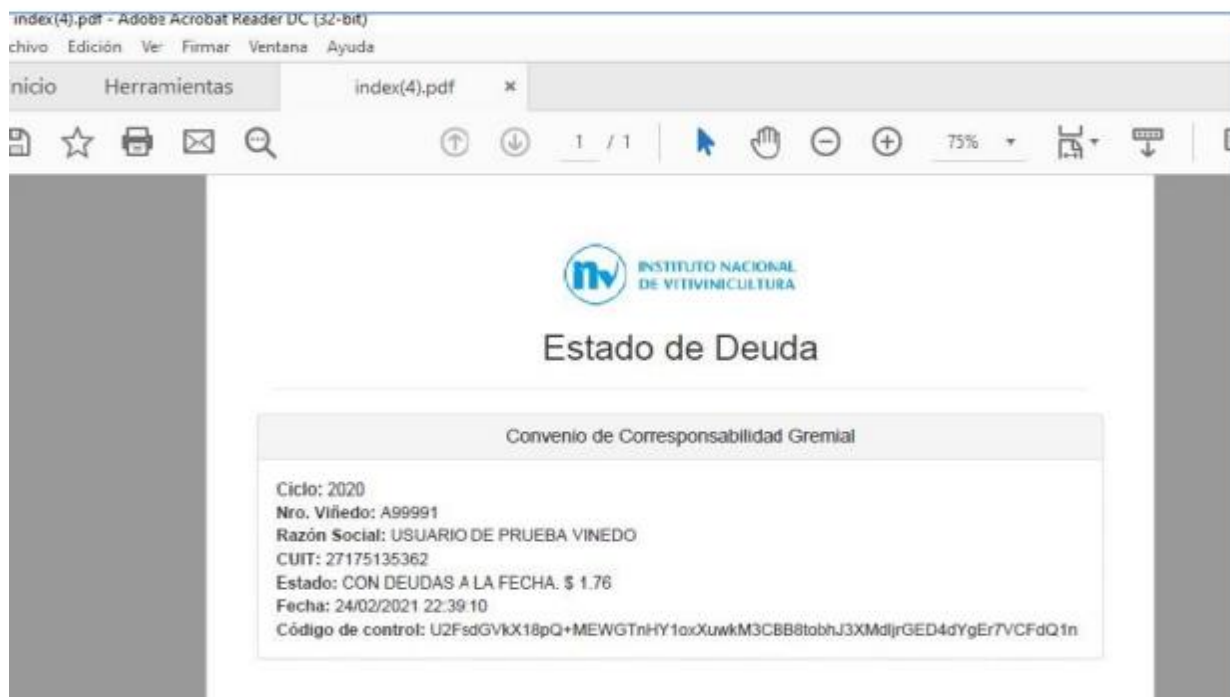 index(4).pdf - Adobe Acrobat Reader DC (32-bit)
chivo Edición Ver Firmar Ventana Ayuda
nicio Herramientas index(4).pdf ×
1 / 1 75%
nv INSTITUTO NACIONAL
DE VITIVINICULTURA
Estado de Deuda
Convenio de Corresponsabilidad Gremial
Ciclo: 2020
Nro. Viñedo: A99991
Razón Social: USUARIO DE PRUEBA VINEDO
CUIT: 27175135362
Estado: CON DEUDAS A LA FECHA. $ 1.76
Fecha: 24/02/2021 22:39:10
Código de control: U2FsdGVkX18pQ+MEWGTnHY1oxXuwkM3CBB8tobhJ3XMdljrGED4dYgEr7VCFdQ1n